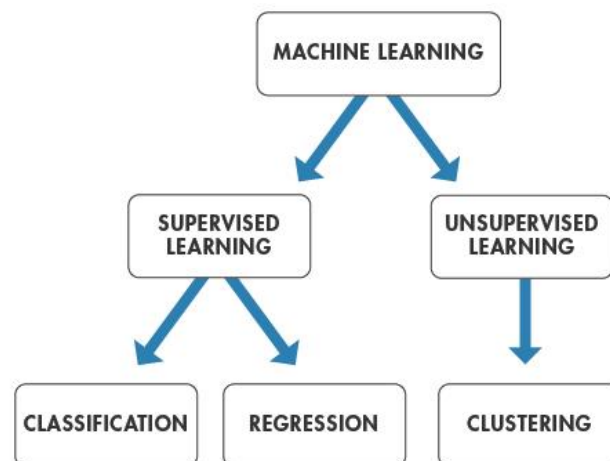 MACHINE LEARNING
SUPERVISED
LEARNING
UNSUPERVISED
LEARNING
CLASSIFICATION
REGRESSION
CLUSTERING